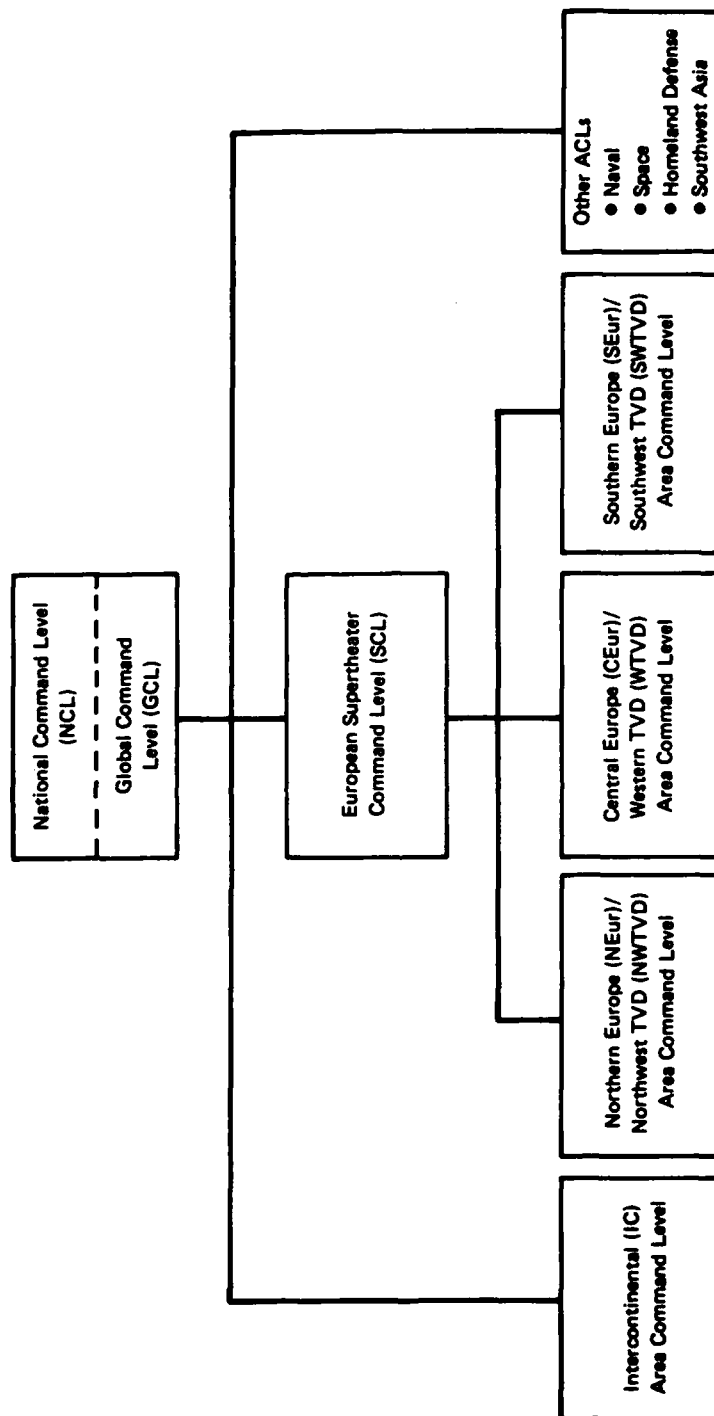 National Command Level
(NCL)
Global Command
Level (GCL)
European Supertheater
Command Level (SCL)
Intercontinental (IC)
Area Command Level
Northern Europe (NEur)/
Northwest TVD (NWTVD)
Area Command Level
Central Europe (CEur)/
Western TVD (WTVD)
Area Command Level
Southern Europe (SEur)/
Southwest TVD (SWTVD)
Area Command Level
Other ACLs
● Naval
● Space
● Homeland Defense
● Southwest Asia